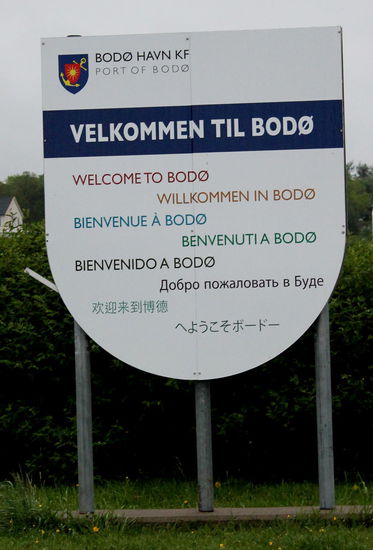 BODØ HAVN KF
PORT OF BODØ
VELKOMMEN TIL BODØ
WELCOME TO BODØ
WILLKOMMEN IN BODØ
BIENVENUE À BODØ
BENVENUTI A BODØ
BIENVENIDO A BODØ
Добро пожаловать в Буде
欢迎来到博德
へようこそボードー